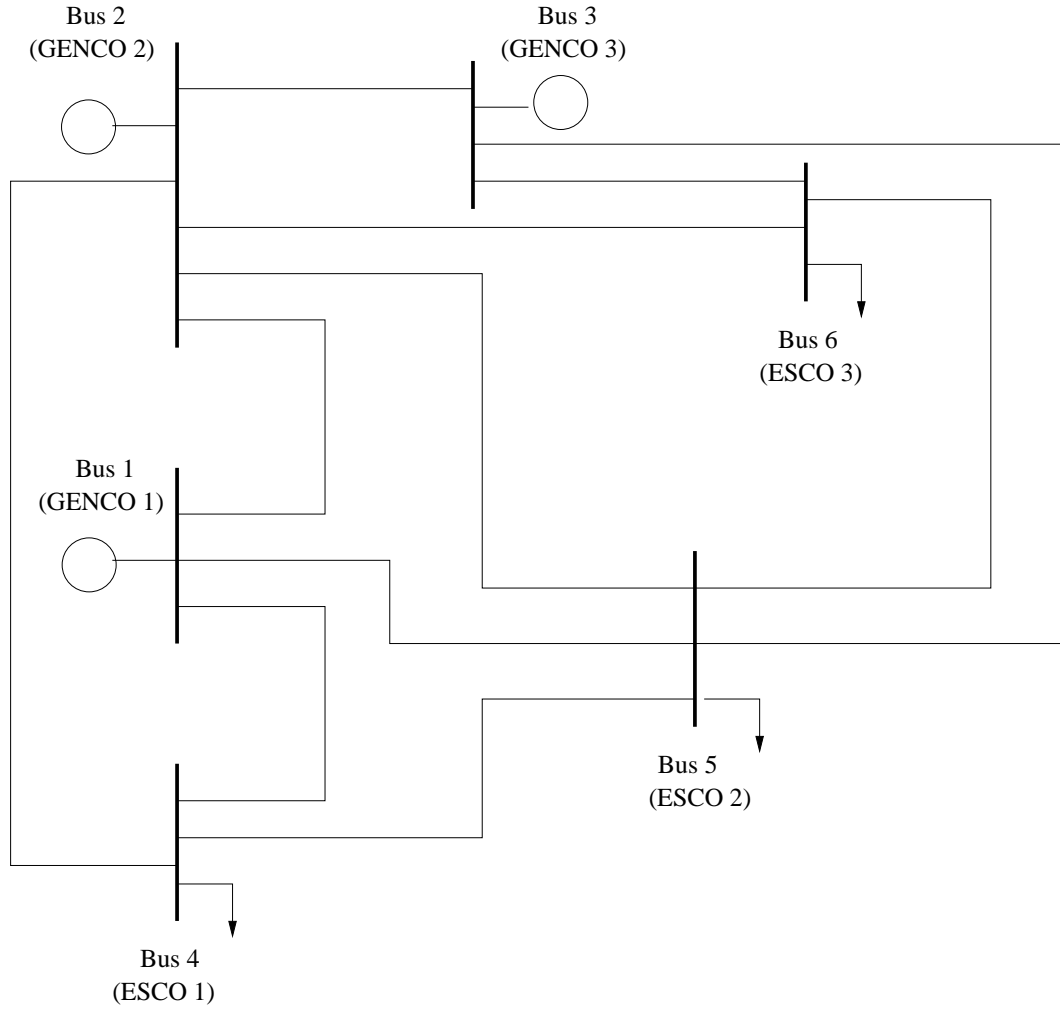 Bus 2
(GENCO 2)
Bus 3
(GENCO 3)
Bus 6
(ESCO 3)
Bus 1
(GENCO 1)
Bus 5
(ESCO 2)
Bus 4
(ESCO 1)